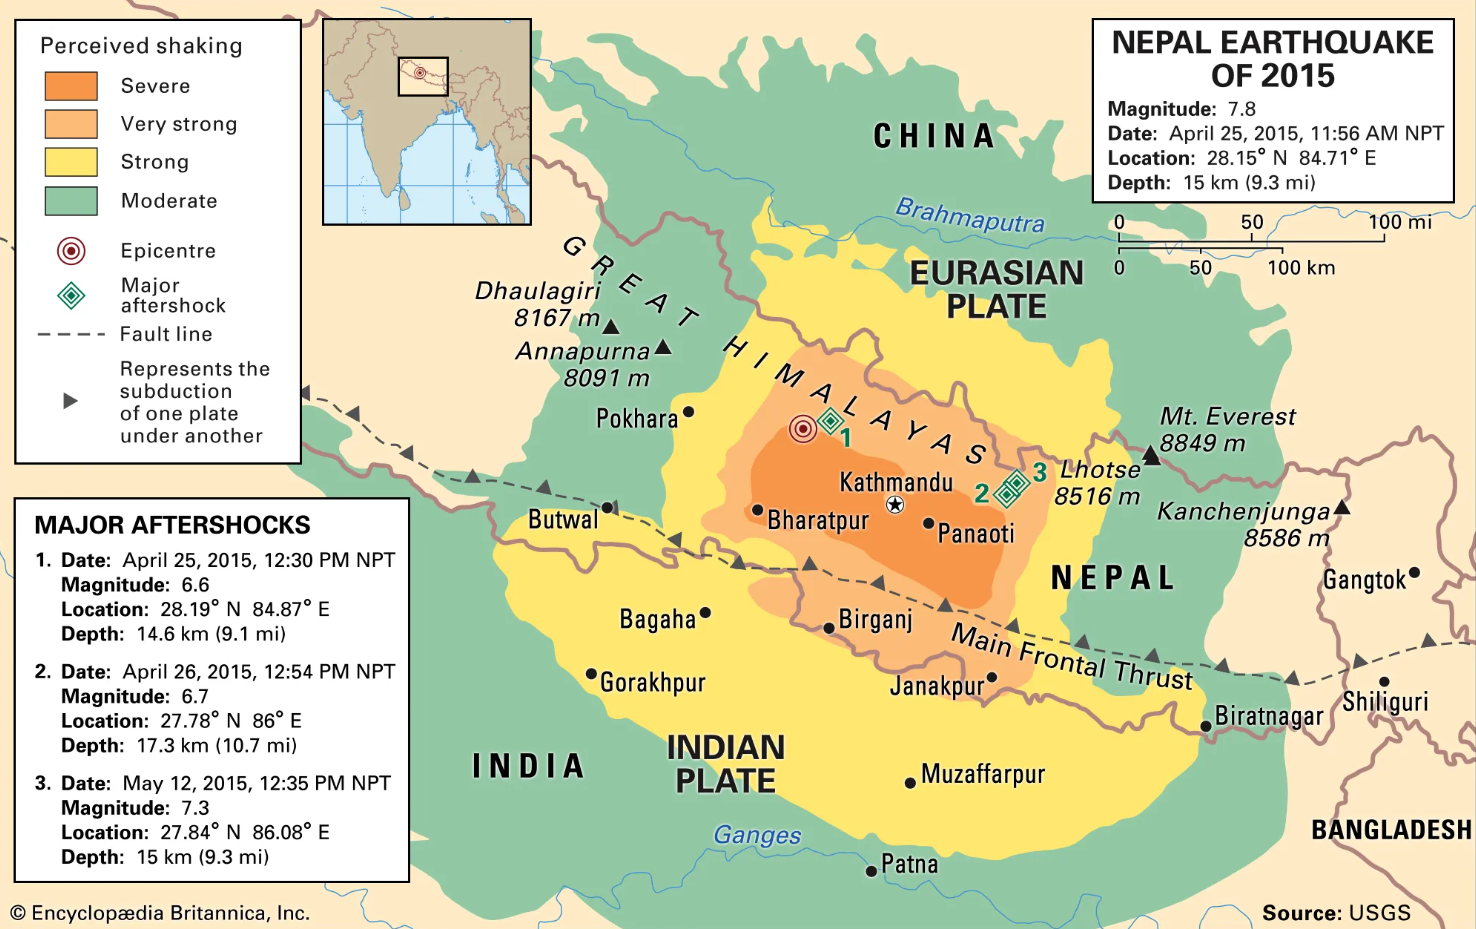 Perceived shaking
Severe
Very strong
Strong
Moderate
Epicentre
Major
aftershock
Fault line
Represents the
subduction
of one plate
under another
NEPAL EARTHQUAKE
OF 2015
Magnitude: 7.8
Date: April 25, 2015, 11:56 AM NPT
Location: 28.15° N 84.71° E
Depth: 15 km (9.3 mi)
0 50 100 mi
0 50 100 km
CHINA
Brahmaputra
EURASIAN
PLATE
GREAT HIMALAYAS
Dhaulagiri
8167 m
Annapurna
8091 m
Pokhara
1
Kathmandu
2
3
Mt. Everest
8849 m
Lhotse
8516 m
Kanchenjunga
8586 m
Butwal
Bharatpur
Panaoti
NEPAL
Gangtok
Bagaha
Birganj
Main Frontal Thrust
Gorakhpur
Janakpur
Shiliguri
Biratnagar
INDIA
INDIAN
PLATE
Muzaffarpur
Ganges
Patna
BANGLADESH
MAJOR AFTERSHOCKS
1. Date: April 25, 2015, 12:30 PM NPT
Magnitude: 6.6
Location: 28.19° N 84.87° E
Depth: 14.6 km (9.1 mi)
2. Date: April 26, 2015, 12:54 PM NPT
Magnitude: 6.7
Location: 27.78° N 86° E
Depth: 17.3 km (10.7 mi)
3. Date: May 12, 2015, 12:35 PM NPT
Magnitude: 7.3
Location: 27.84° N 86.08° E
Depth: 15 km (9.3 mi)
© Encyclopædia Britannica, Inc.
Source: USGS